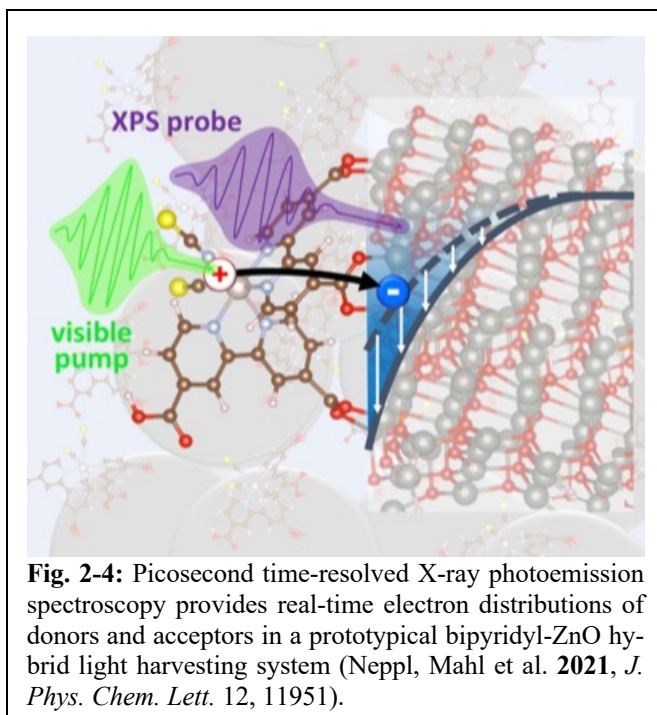 XPS probe
+
-
visible
pump
Fig. 2-4: Picosecond time-resolved X-ray photoemission
spectroscopy provides real-time electron distributions of
donors and acceptors in a prototypical bipyridyl-ZnO hy-
brid light harvesting system (Neppl, Mahl et al. 2021, J.
Phys. Chem. Lett. 12, 11951).